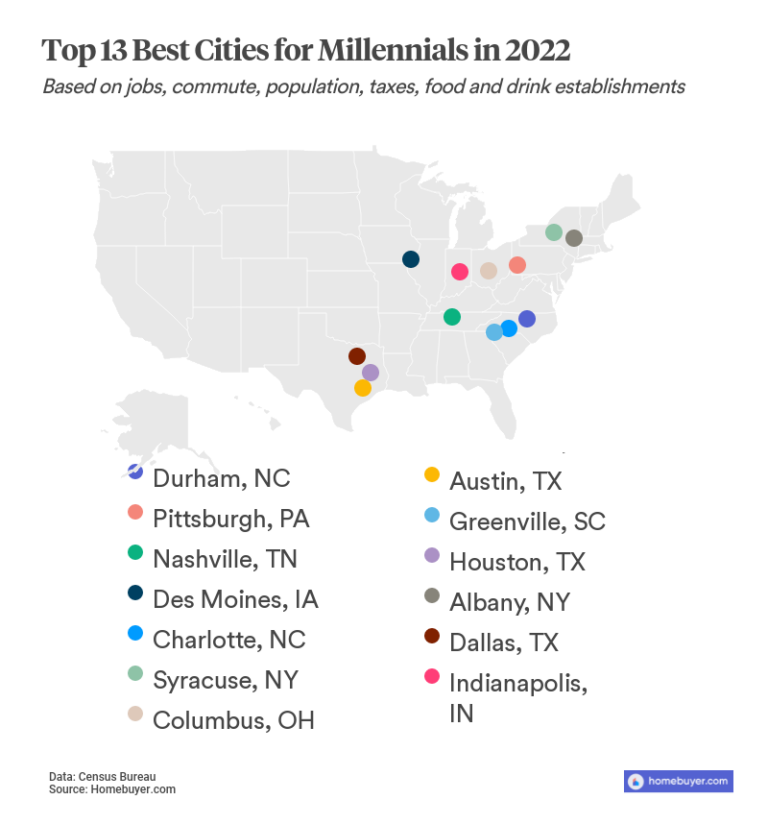 Top 13 Best Cities for Millennials in 2022
Based on jobs, commute, population, taxes, food and drink establishments
Durham, NC
Pittsburgh, PA
Nashville, TN
Des Moines, IA
Charlotte, NC
Syracuse, NY
Columbus, OH
Austin, TX
Greenville, SC
Houston, TX
Albany, NY
Dallas, TX
Indianapolis,
IN
Data: Census Bureau
Source: Homebuyer.com
homebuyer.com